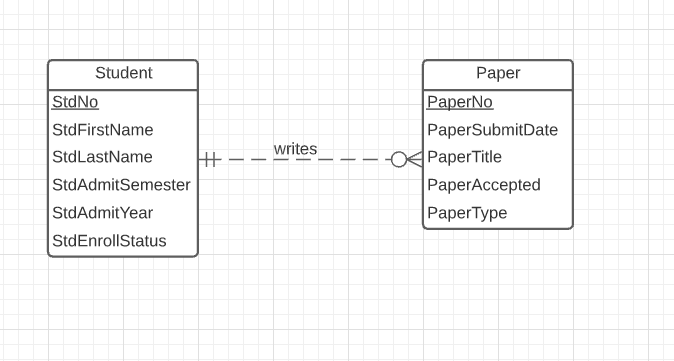 Student
StdNo
StdFirstName
StdLastName
StdAdmitSemester
StdAdmitYear
StdEnrollStatus
writes
Paper
PaperNo
PaperSubmitDate
PaperTitle
PaperAccepted
PaperType